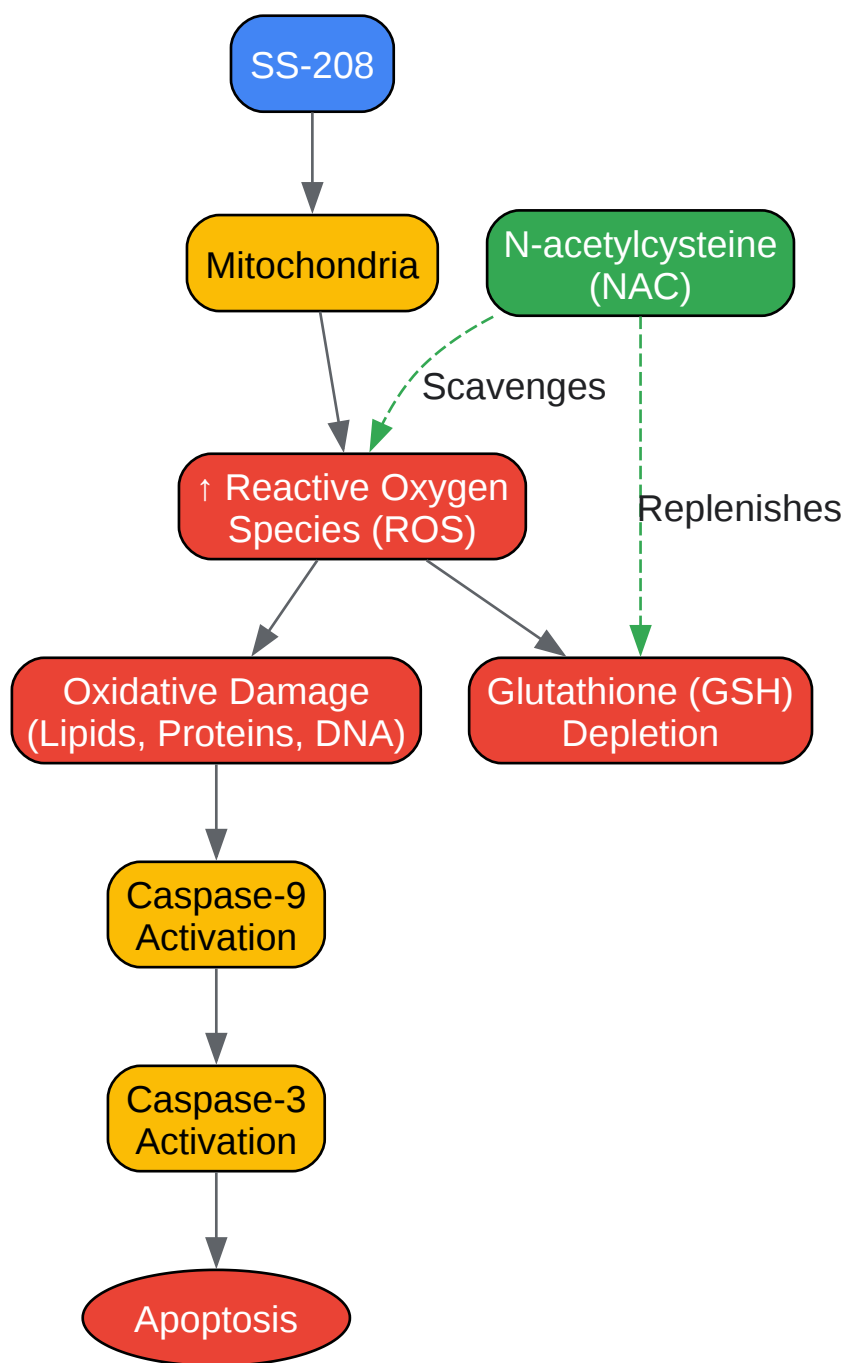 SS-208
Mitochondria
N-acetylcysteine
(NAC)
Scavenges
↑ Reactive Oxygen
Species (ROS)
Replenishes
Oxidative Damage
(Lipids, Proteins, DNA)
Glutathione (GSH)
Depletion
Caspase-9
Activation
Caspase-3
Activation
Apoptosis